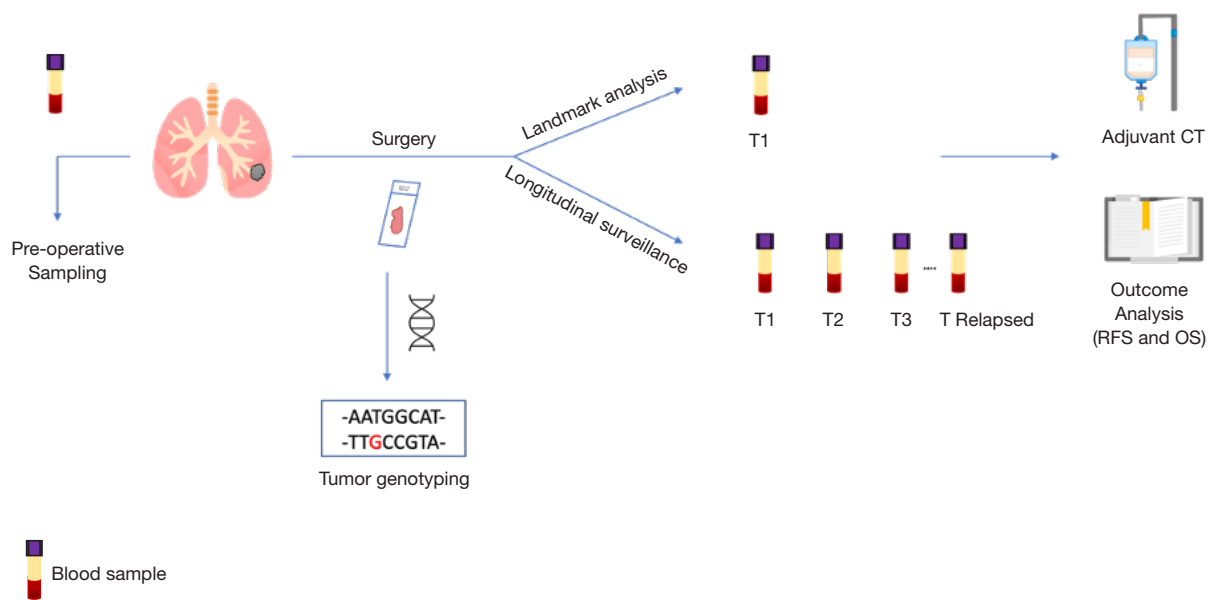 Pre-operative
Sampling
Surgery
Landmark analysis
Longitudinal surveillance
T1
T1
T2
T3
....
T Relapsed
Adjuvant CT
Outcome
Analysis
(RFS and OS)
-AATGGCAT-
-TTGCCGTA-
Tumor genotyping
Blood sample